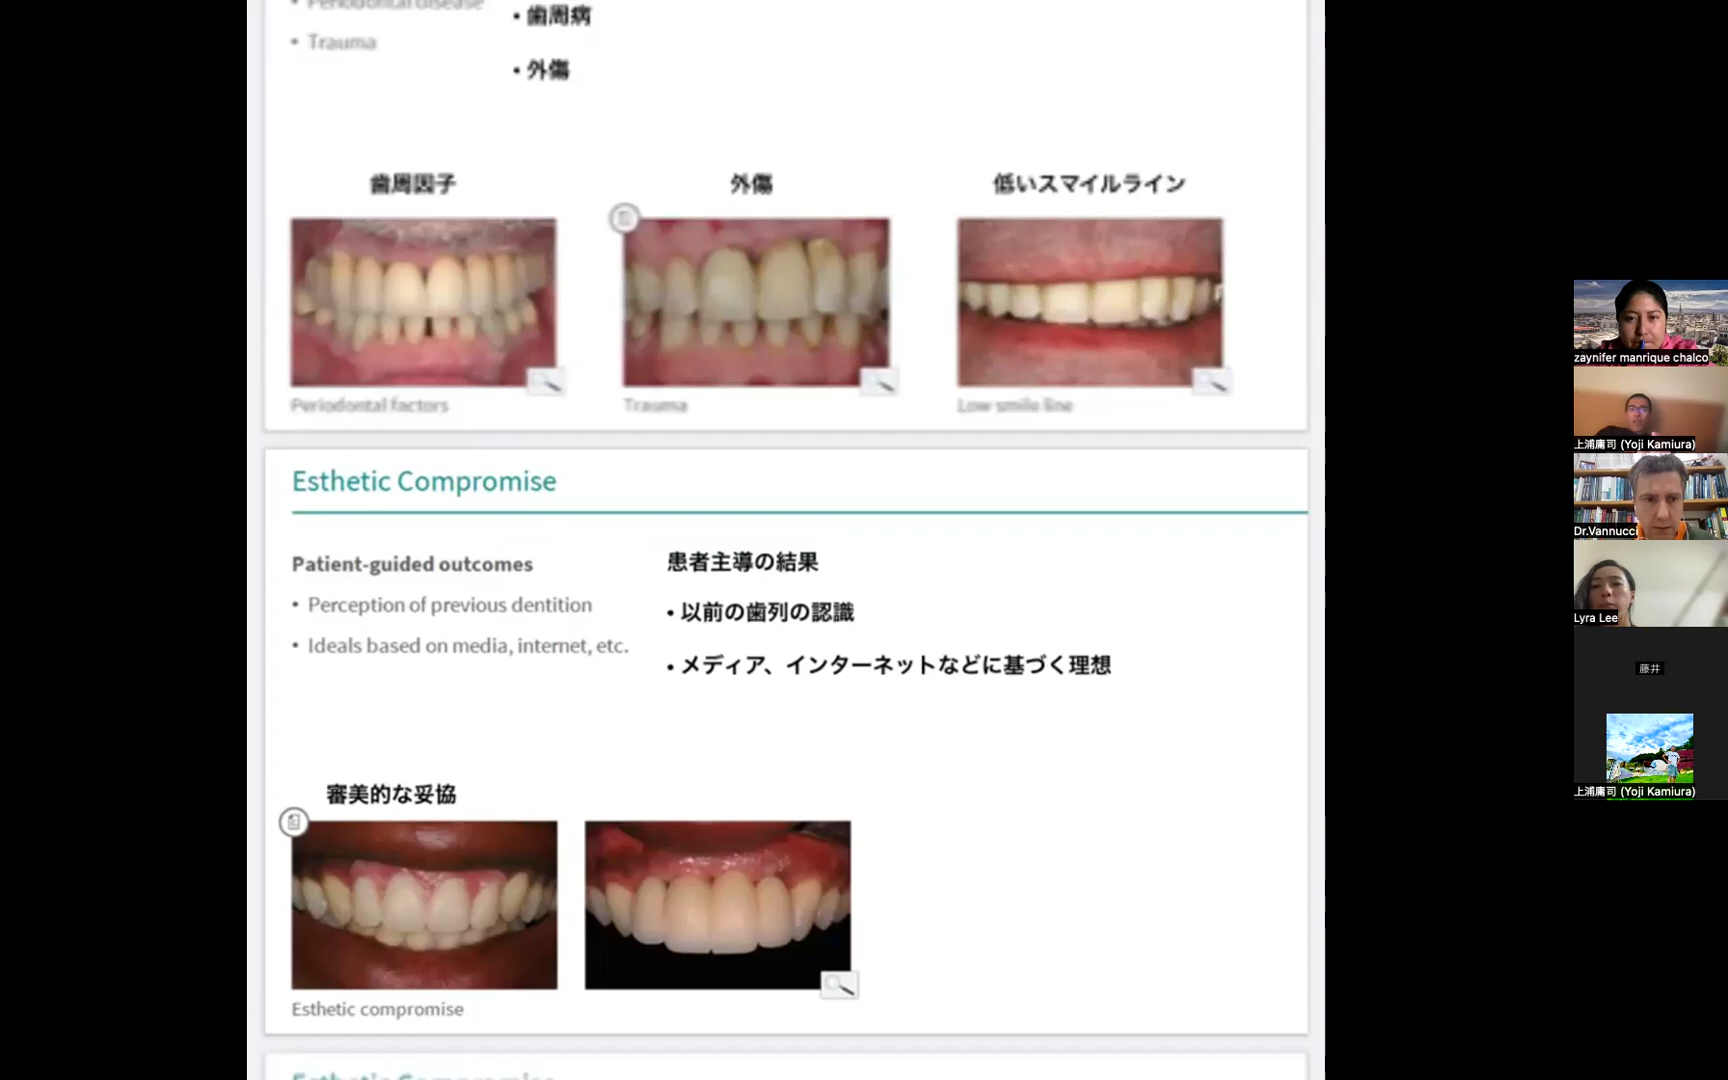 • Periodontal disease
• 歯周病
• Trauma
• 外傷
歯周因子
外傷
低いスマイルライン
Periodontal factors
Trauma
Low smile line
Esthetic Compromise
Patient-guided outcomes
患者主導の結果
• Perception of previous dentition
• 以前の歯列の認識
• Ideals based on media, internet, etc.
• メディア、インターネットなどに基づく理想
審美的な妥協
Esthetic compromise
Esthetic Compromise
zaynifer manrique chalco
上浦庸司 (Yoji Kamiura)
Dr.Vannucci
Lyra Lee
藤井
上浦庸司 (Yoji Kamiura)